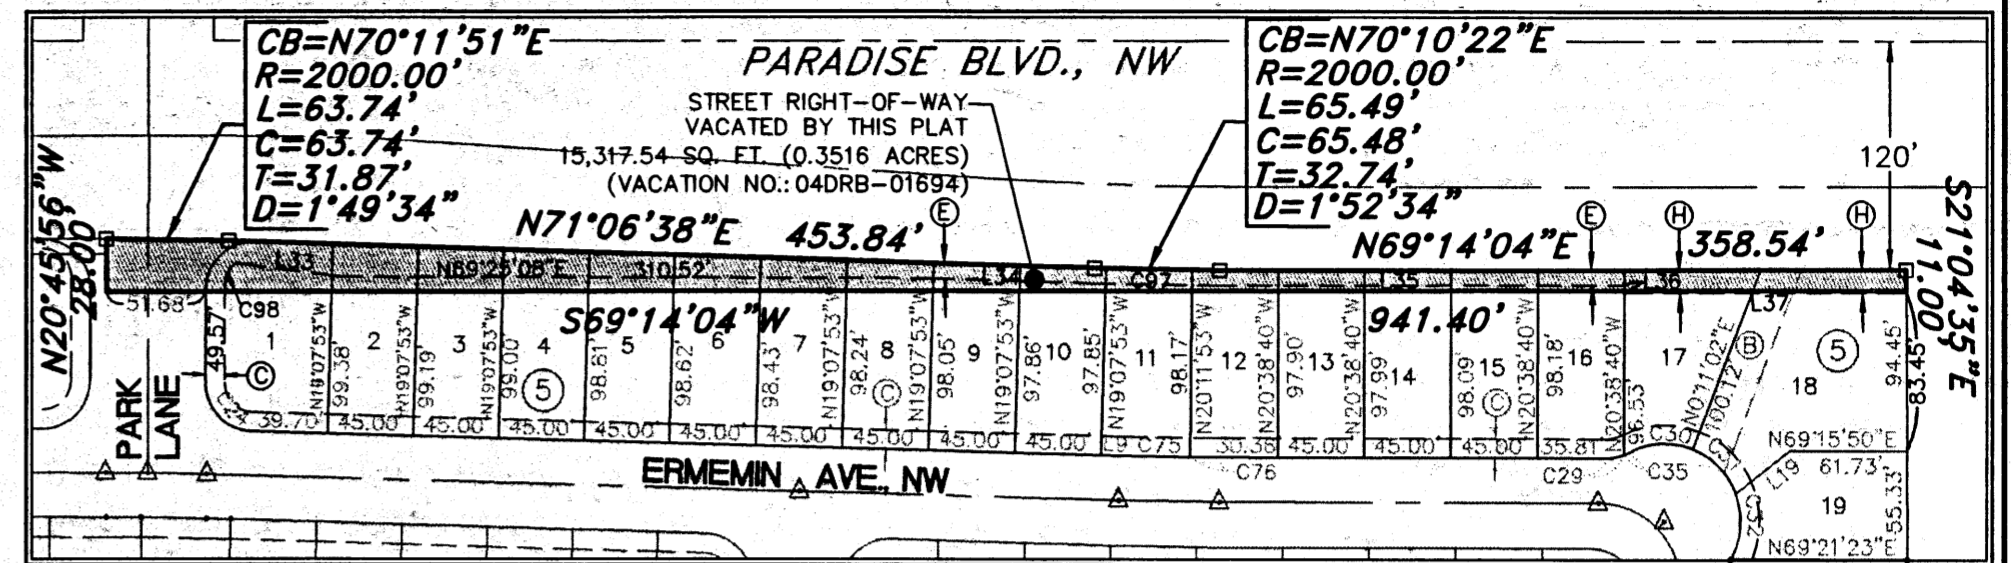 CB=N70°11'51"E
R=2000.00'
L=63.74'
C=63.74'
T=31.87'
D=1°49'34"
PARADISE BLVD., NW
STREET RIGHT-OF-WAY
VACATED BY THIS PLAT
15,317.54 SQ. FT. (0.3516 ACRES)
(VACATION NO.: 04DRB-01694)
CB=N70°10'22"E
R=2000.00'
L=65.49'
C=65.48'
T=32.74'
D=1°52'34"
120'
N20°45'56"W
28.00'
N71°06'38"E 453.84'
E
N69°14'04"E 358.54'
E
H
H
S21°04'35"E
11.00'
L33
N69°25'08"E 310.52'
L34
C97
L35
L36
L37
51.68'
C98
S69°14'04"W 941.40'
49.57'
C
1
N19°07'53"W
99.38'
2
N19°07'53"W
99.19'
3
N19°07'53"W
99.00'
4
5
98.81'
5
98.62'
6
98.43'
7
N19°07'53"W
98.24'
8
C
N19°07'53"W
98.05'
9
N19°07'53"W
97.86'
10
97.85'
N19°07'53"W
11
98.17'
N20°11'53"W
12
N20°38'40"W
97.90'
13
N20°38'40"W
97.99'
14
98.09'
15
C
N20°38'40"W
98.18'
16
N20°38'40"W
96.53
17
N0°11'02"E
100.12'
B
5
18
94.45'
83.45'
C24
39.70'
45.00'
45.00'
45.00'
45.00'
45.00'
45.00'
45.00'
45.00'
45.00'
L9
C75
30.36
45.00'
45.00'
45.00'
35.81
C30
C31
N69°15'50"E
PARK
LANE
ERMEMIN AVE., NW
C76
C29
C35
L19
61.73'
19
55.33'
C32
N69°21'23"E